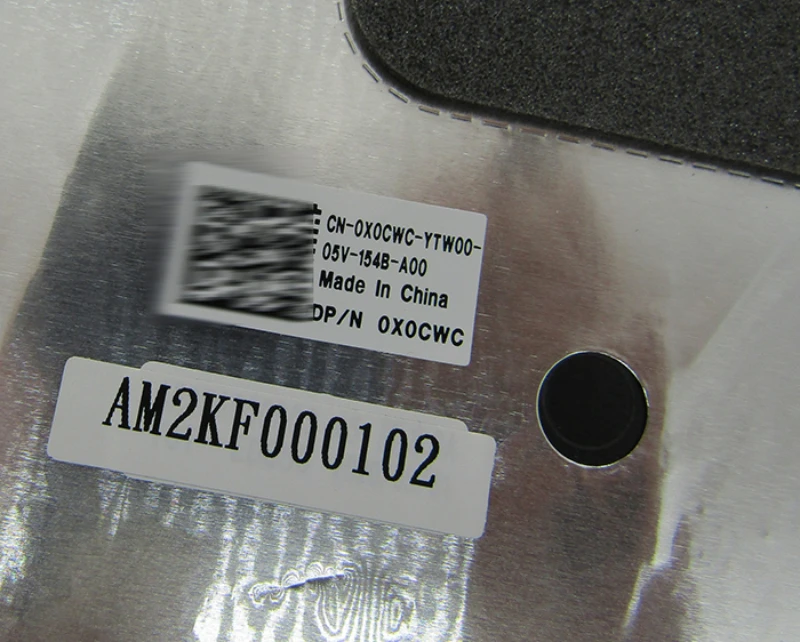 CN-0X0CWC-YTW00-
05V-154B-A00
Made In China
DP/N 0X0CWC
AM2KF000102